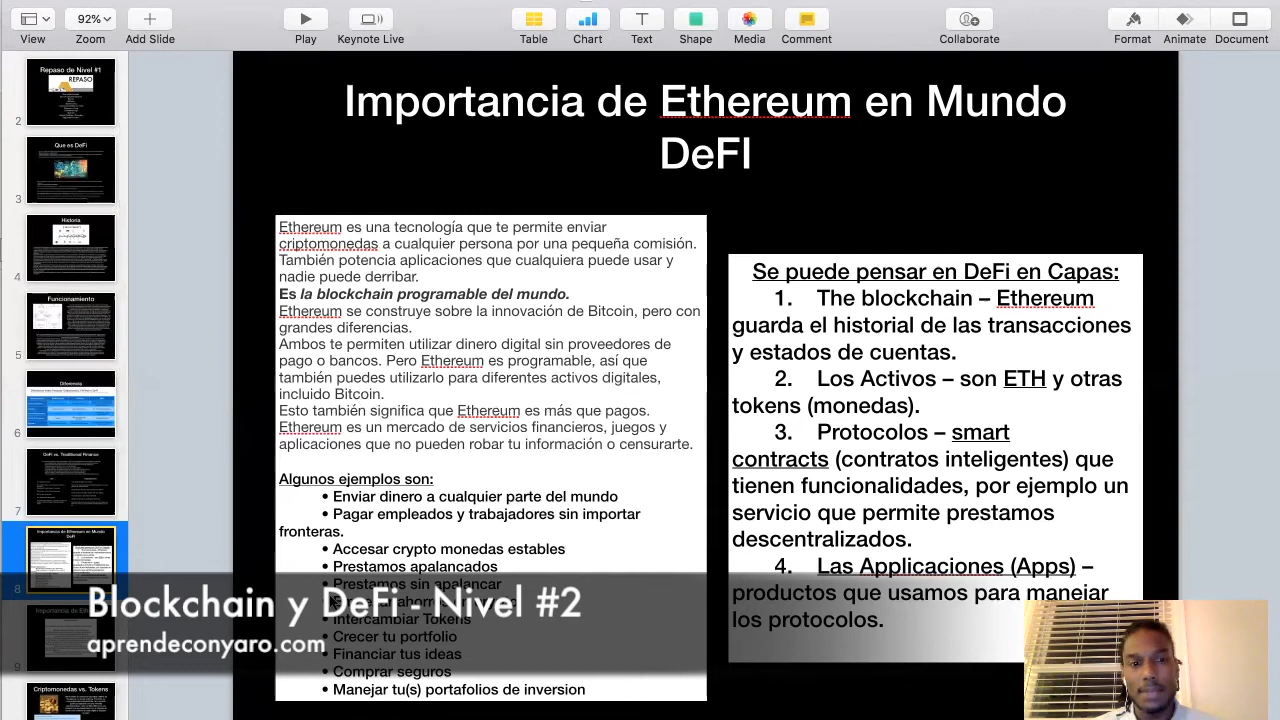 92%
View
Zoom
Add Slide
Play
Keynote Live
Table
Chart
Text
Shape
Media
Comment
Collaborate
Format
Animate
Document
Repaso de Nivel #1
REPASO
2
Que es DeFi
3
Historia
4
Funcionamiento
5
Diferencia
6
DeFi vs. Traditional Finance
7
Importancia de Ethereum en Mundo
DeFi
8
9
Criptomonedas vs. Tokens
Importancia de Ethereum en Mundo
DeFI
Ethereum es una tecnología que te permite enviar
criptomonedas a cualquier persona por una pequeña comisión.
También potencia aplicaciones que cualquiera puede usar y
nadie puede derribar.
Es la blockchain programable del mundo.
Ethereum se construye sobre la innovación de Bitcoin, pero con
grandes diferencias.
Ambas te permiten utilizar dinero digital sin proveedores de
pago o bancos. Pero Ethereum es programable, así que
también puedes utilizarlo para diferentes activos digitales,
incluido Bitcoin.
Esto también significa que Ethereum es más que pagos.
Ethereum es un mercado de servicios financieros, juegos y
aplicaciones que no pueden robar tu información o censurarte.
Algunos ejemplos son:
• Enviar dinero a cualquier zona del mundo
• Pagar empleados y trabajadores sin importar
fronteras.
• Accesar crypto monedas estables
• Prestamos apalancados
• Prestamos sin apalancar
• Intercambiar Tokens
• Crecer tu portfolio
• Financiar tus ideas
• Comprar seguros
• Manejar tu(s) portafolios de inversion
Se puede pensar en DeFi en Capas:
1. The blockchain – Ethereum
guarda el historial de las transacciones
y estados de cuentas.
2. Los Activos – son ETH y otras
tokens (monedas).
3. Protocolos – smart
contracts (contratos inteligentes) que
tienen funcionalidades, por ejemplo un
servicio que permite prestamos
descentralizados.
4. Las Applicaciones (Apps) –
productos que usamos para manejar
los protocolos.
Blockchain y DeFi - Nivel #2
aprendeconyaro.com